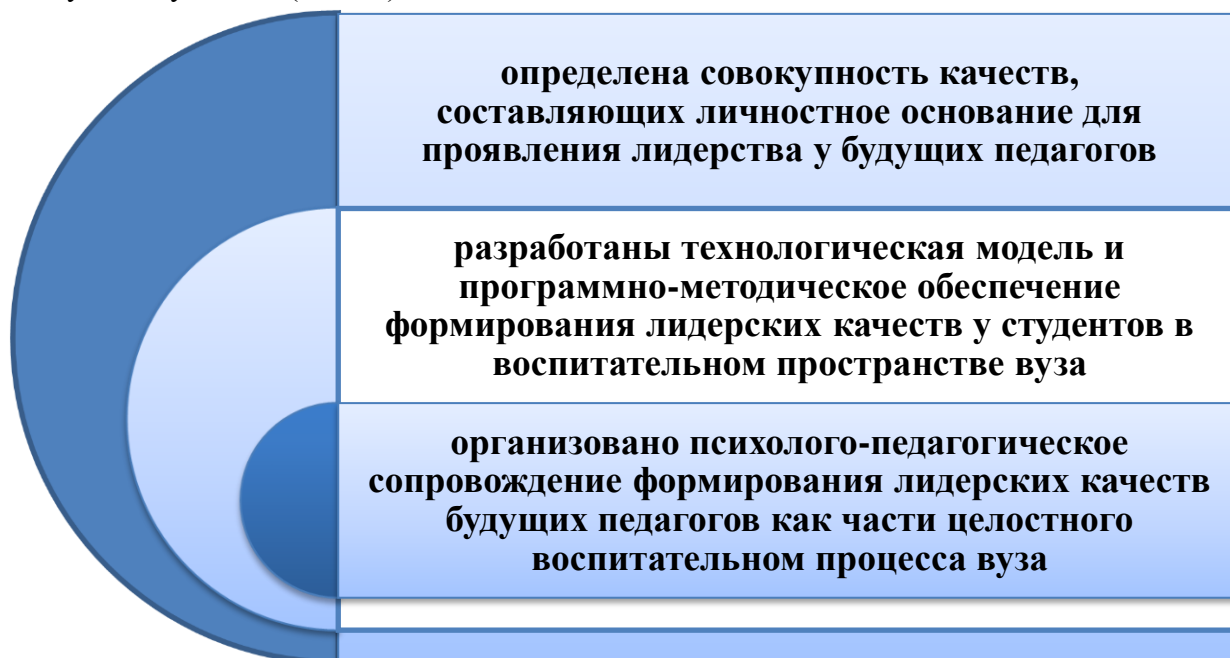 определена совокупность качеств,
составляющих личностное основание для
проявления лидерства у будущих педагогов
разработаны технологическая модель и
программно-методическое обеспечение
формирования лидерских качеств у студентов в
воспитательном пространстве вуза
организовано психолого-педагогическое
сопровождение формирования лидерских качеств
будущих педагогов как части целостного
воспитательном процесса вуза